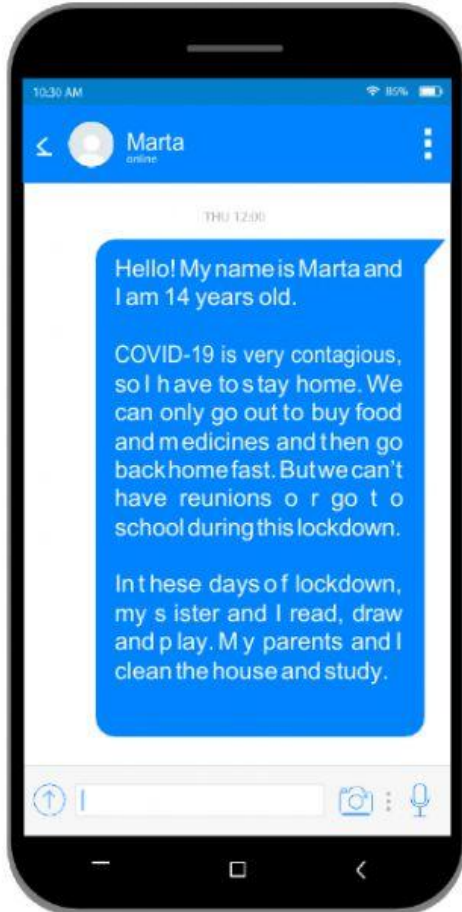 10:30 AM 85%
Marta
online
THU 12:00
Hello! My name is Marta and
I am 14 years old.
COVID-19 is very contagious,
so I have to stay home. We
can only go out to buy food
and medicines and then go
back home fast. But we can't
have reunions or go to
school during this lockdown.
In these days of lockdown,
my sister and I read, draw
and play. My parents and I
clean the house and study.